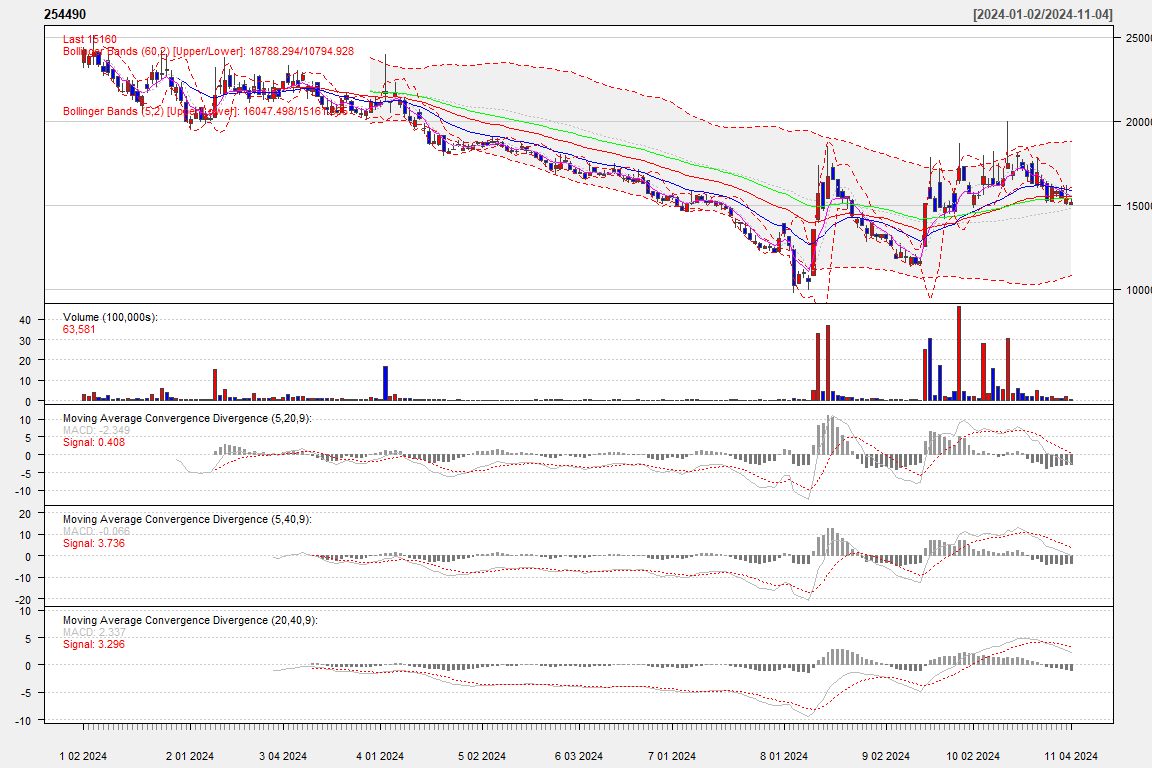 254490 [2024-01-02/2024-11-04]
Last 15160
Bollinger Bands (60,2) [Upper/Lower]: 18788.294/10794.928
Bollinger Bands (5,2) [Upper/Lower]:
25000
20000
15000
10000
Volume (100,000s):
63,581
40
30
20
10
0
Moving Average Convergence Divergence (5,20,9):
MACD: -2.349
Signal: 0.408
10
5
0
-5
-10
Moving Average Convergence Divergence (5,40,9):
MACD: -0.066
Signal: 3.736
20
10
0
-10
-20
Moving Average Convergence Divergence (20,40,9):
MACD: 2.337
Signal: 3.296
10
5
0
-5
-10
1 02 2024 2 01 2024 3 04 2024 4 01 2024 5 02 2024 6 03 2024 7 01 2024 8 01 2024 9 02 2024 10 02 2024 11 04 2024